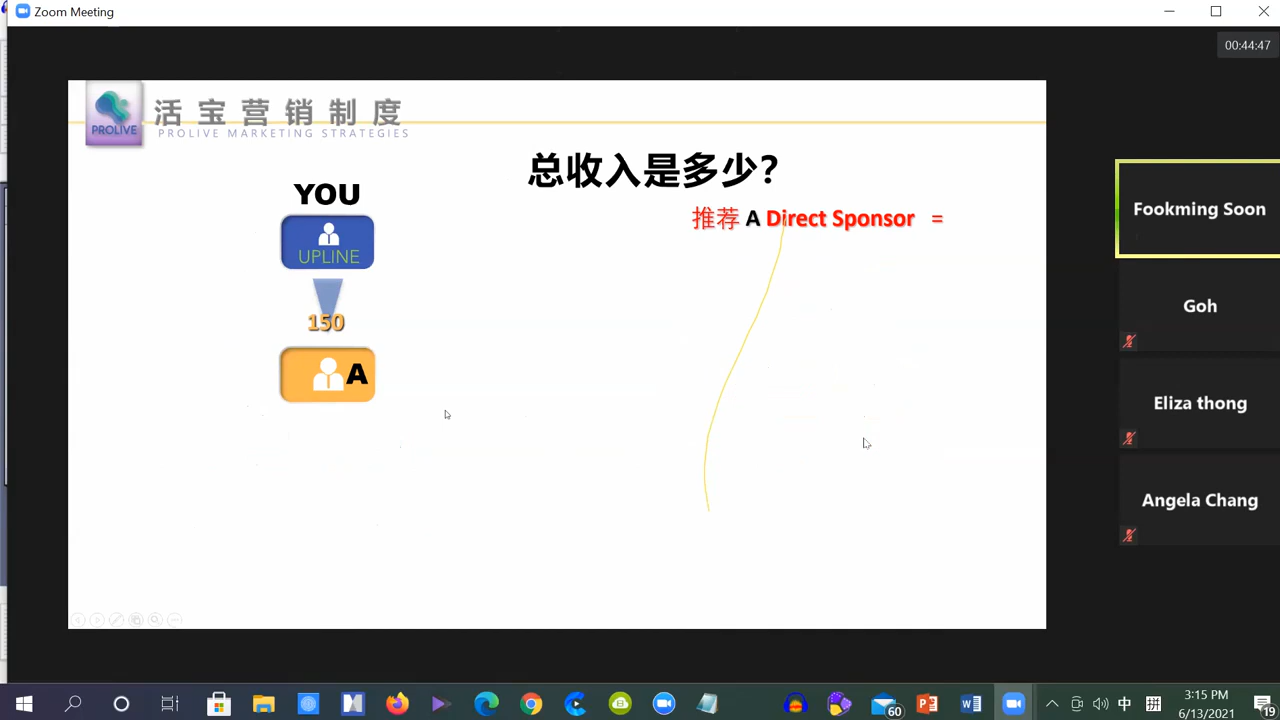 Zoom Meeting
00:44:47
PROLIVE
活宝营销制度
PROLIVE MARKETING STRATEGIES
总收入是多少?
推荐 A Direct Sponsor =
YOU
UPLINE
150
A
Fookming Soon
Goh
Eliza thong
Angela Chang
60
中
拼
3:15 PM
6/13/2021
19